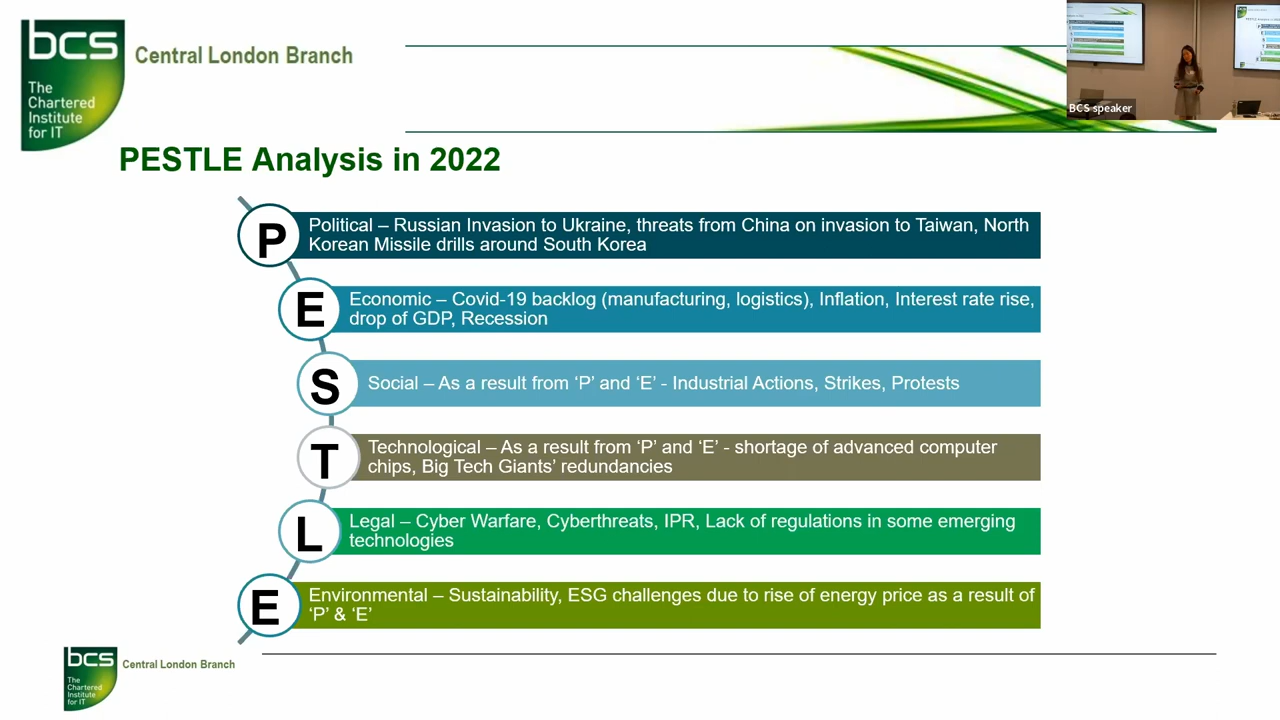 bcs
The
Chartered
Institute
for IT
Central London Branch
BCS speaker
PESTLE Analysis in 2022
P
Political – Russian Invasion to Ukraine, threats from China on invasion to Taiwan, North
Korean Missile drills around South Korea
E
Economic – Covid-19 backlog (manufacturing, logistics), Inflation, Interest rate rise,
drop of GDP, Recession
S
Social – As a result from ‘P’ and ‘E’ - Industrial Actions, Strikes, Protests
T
Technological – As a result from ‘P’ and ‘E’ - shortage of advanced computer
chips, Big Tech Giants’ redundancies
L
Legal – Cyber Warfare, Cyberthreats, IPR, Lack of regulations in some emerging
technologies
E
Environmental – Sustainability, ESG challenges due to rise of energy price as a result of
‘P’ & ‘E’
bcs
The
Chartered
Institute
for IT
Central London Branch